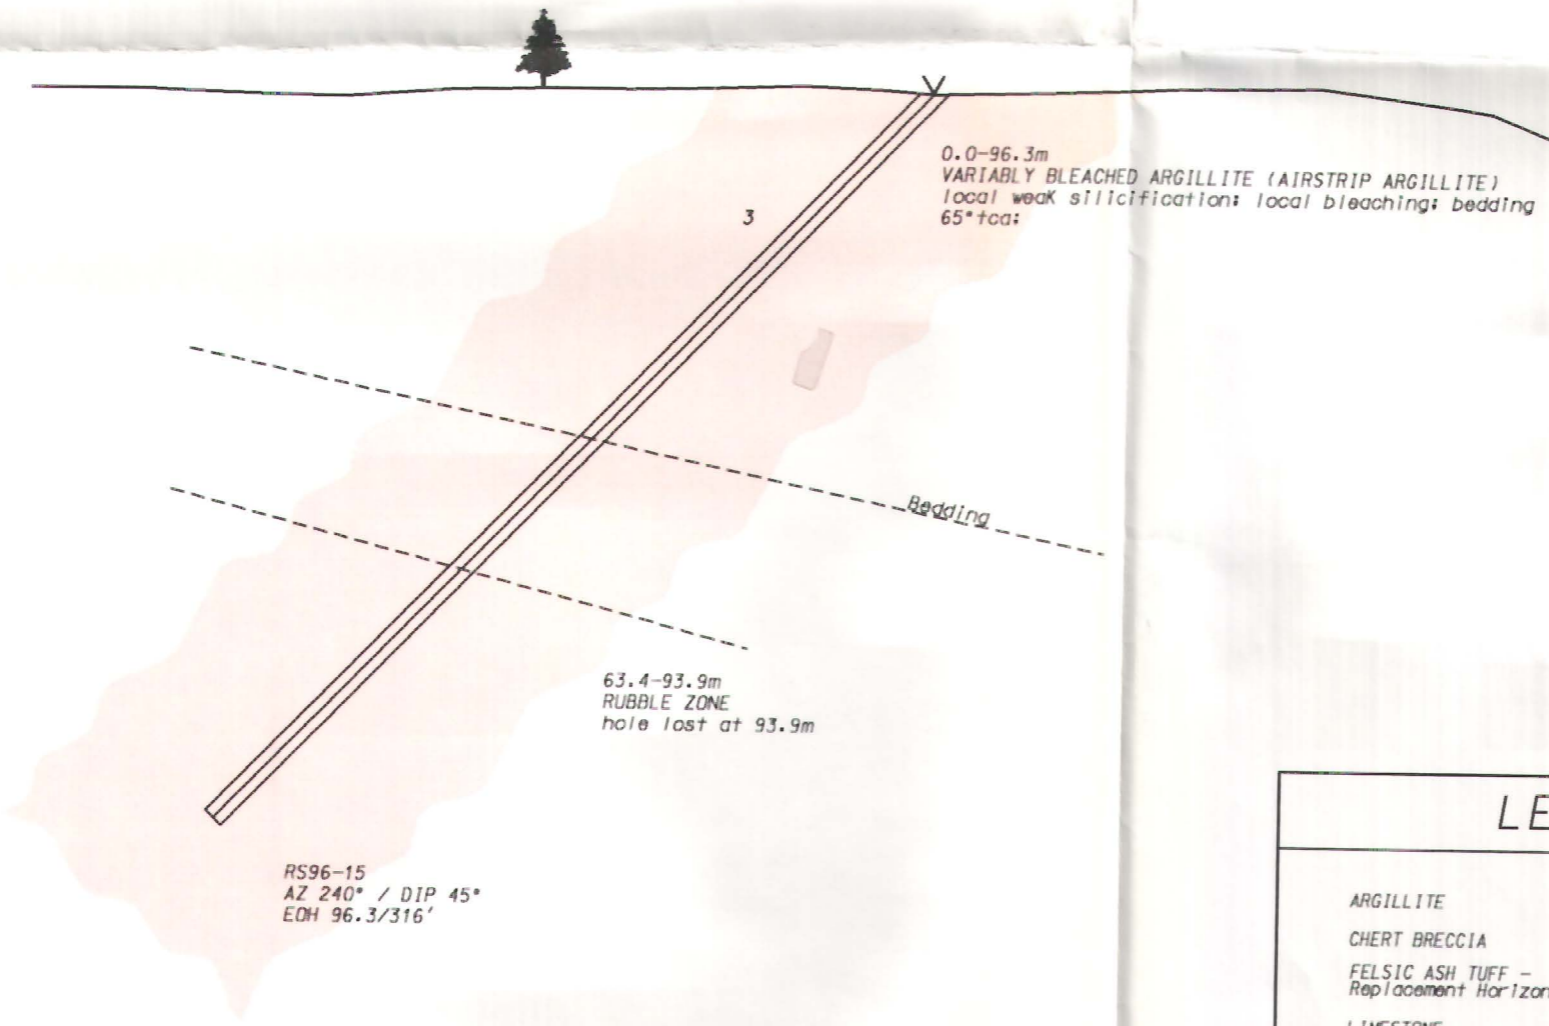 0.0-96.3m
VARIABLY BLEACHED ARGILLITE (AIRSTRIP ARGILLITE)
local weak silicification; local bleaching; bedding
65°tca;
3
Bedding
63.4-93.9m
RUBBLE ZONE
hole lost at 93.9m
RS96-15
AZ 240° / DIP 45°
EOH 96.3/316'
LE
ARGILLITE
CHERT BRECCIA
FELSIC ASH TUFF -
Replacement Horizon
LIMESTONE